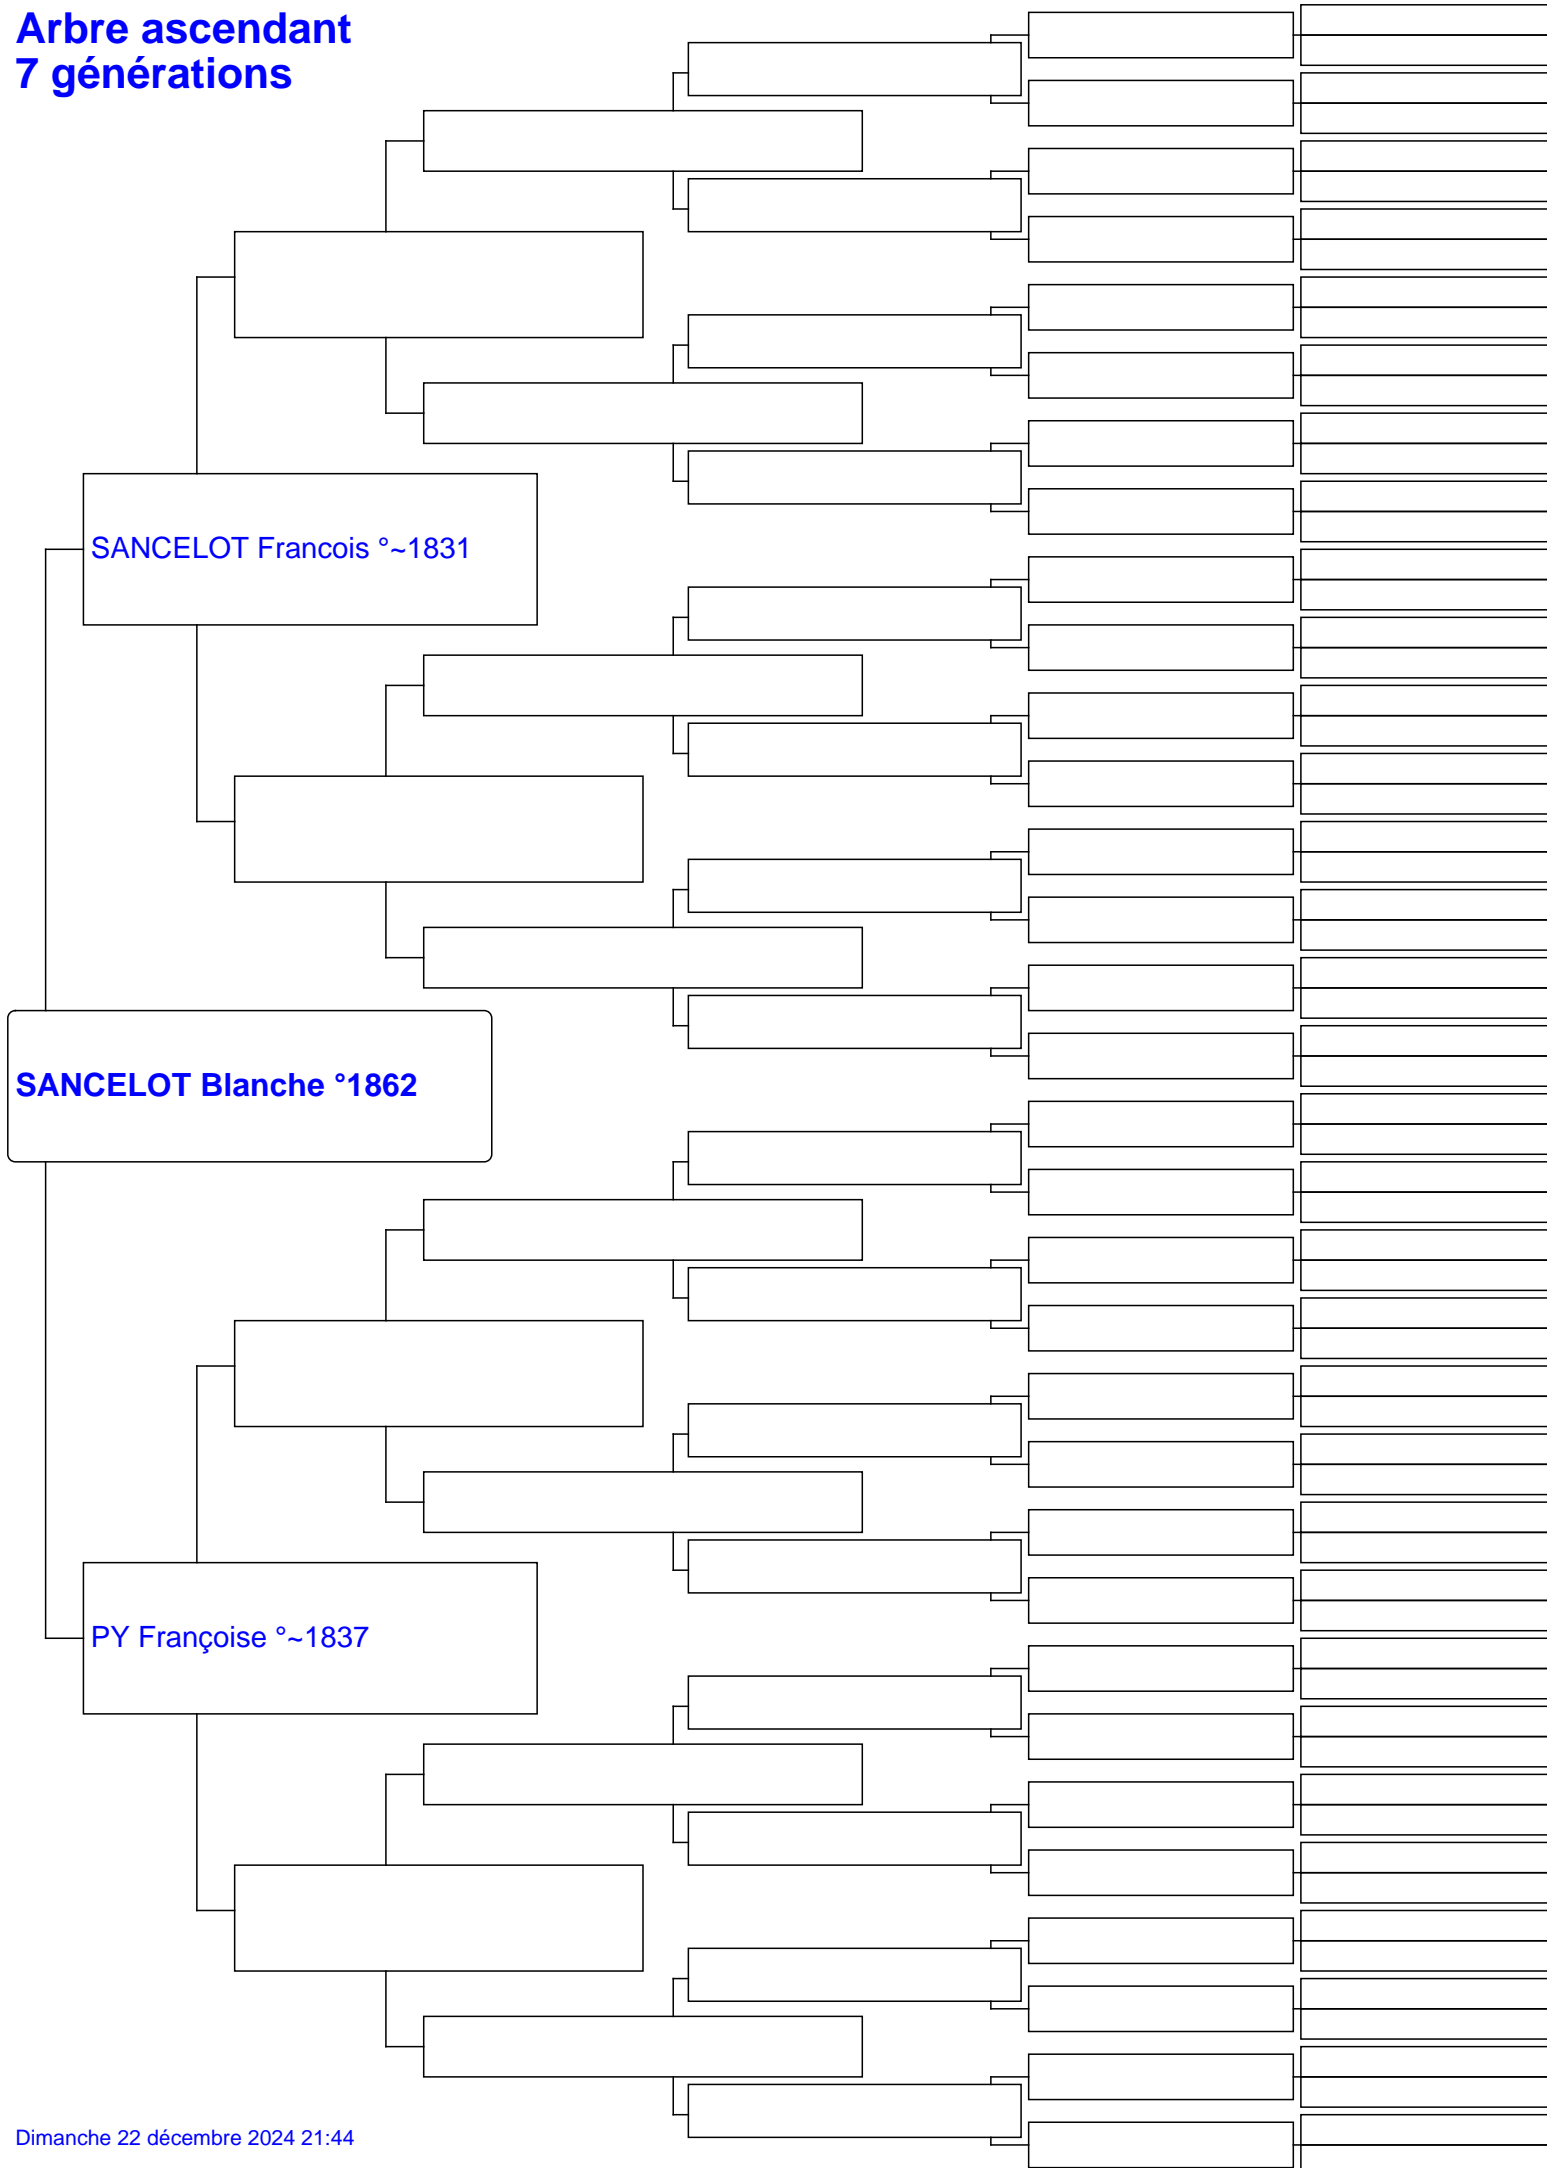 Arbre ascendant
7 générations
SANCELOT Francois °~1831
SANCELOT Blanche °1862
PY Françoise °~1837
Dimanche 22 décembre 2024 21:44